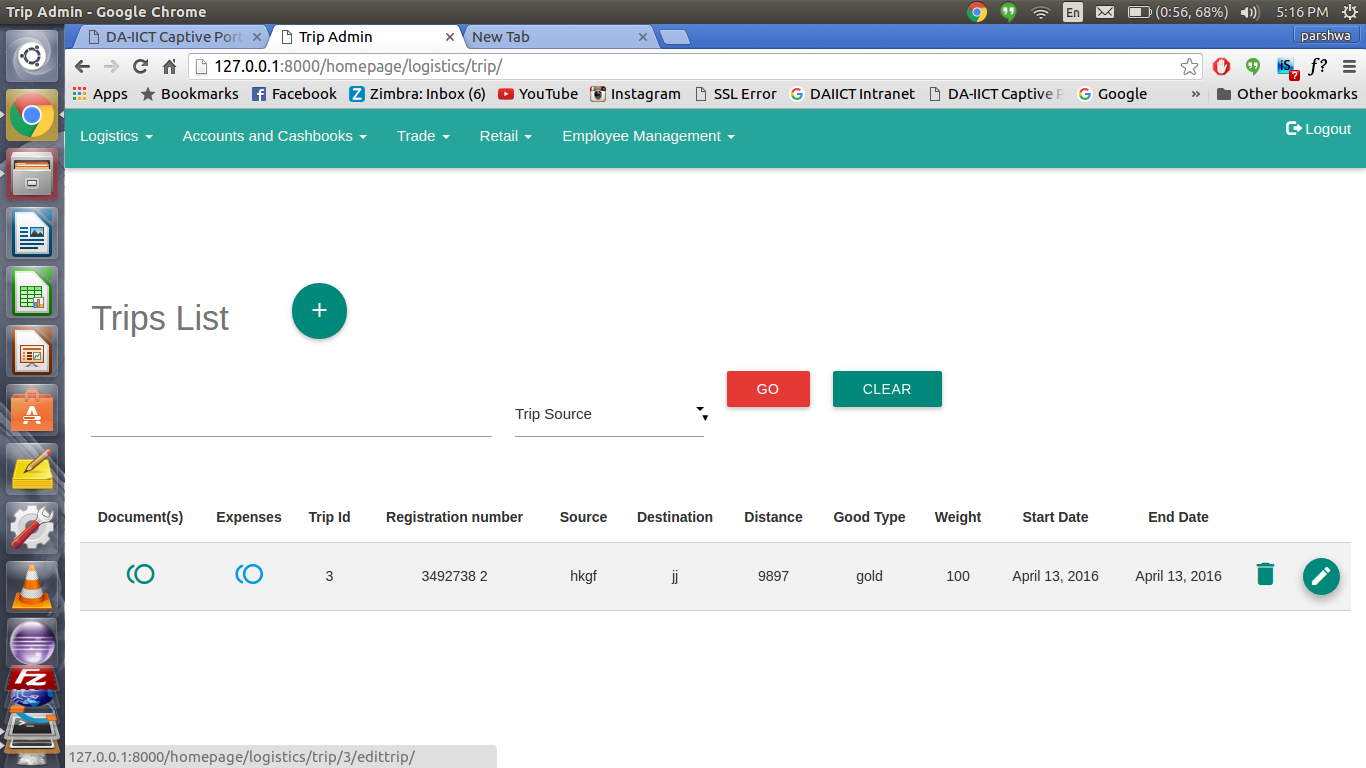 Trip Admin - Google Chrome
En (0:56, 68%) 5:16 PM
DA-IICT Captive Port Trip Admin New Tab parshwa
127.0.0.1:8000/homepage/logistics/trip/ iS ? f?
Apps Bookmarks Facebook Zimbra: Inbox (6) YouTube Instagram SSL Error DAIICT Intranet DA-IICT Captive P Google » Other bookmarks
Logistics Accounts and Cashbooks Trade Retail Employee Management Logout
Trips List +
GO CLEAR
Trip Source
Document(s) Expenses Trip Id Registration number Source Destination Distance Good Type Weight Start Date End Date
3 3492738 2 hkgf jj 9897 gold 100 April 13, 2016 April 13, 2016
Fz
127.0.0.1:8000/homepage/logistics/trip/3/edittrip/